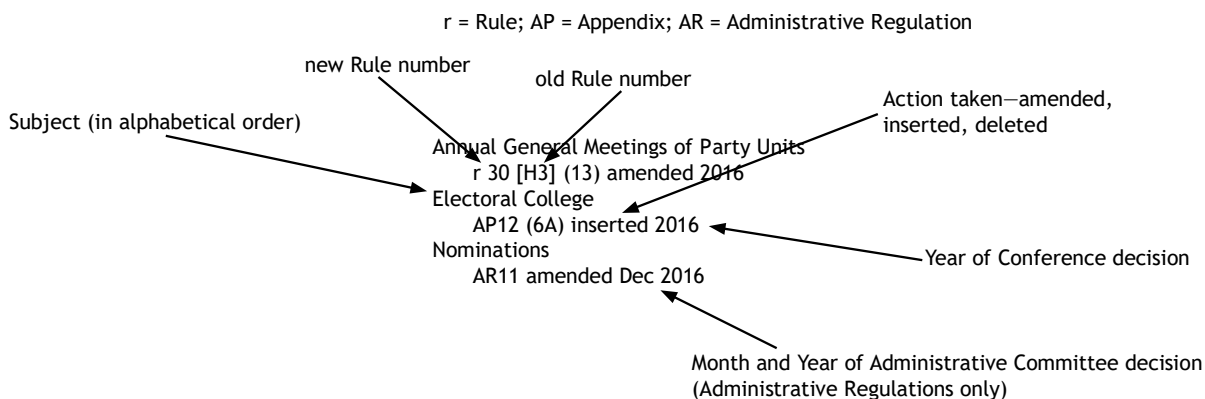 r = Rule; AP = Appendix; AR = Administrative Regulation
new Rule number
old Rule number
Action taken—amended,
inserted, deleted
Subject (in alphabetical order)
Annual General Meetings of Party Units
r 30 [H3] (13) amended 2016
Electoral College
AP12 (6A) inserted 2016
Nominations
AR11 amended Dec 2016
Year of Conference decision
Month and Year of Administrative Committee decision
(Administrative Regulations only)